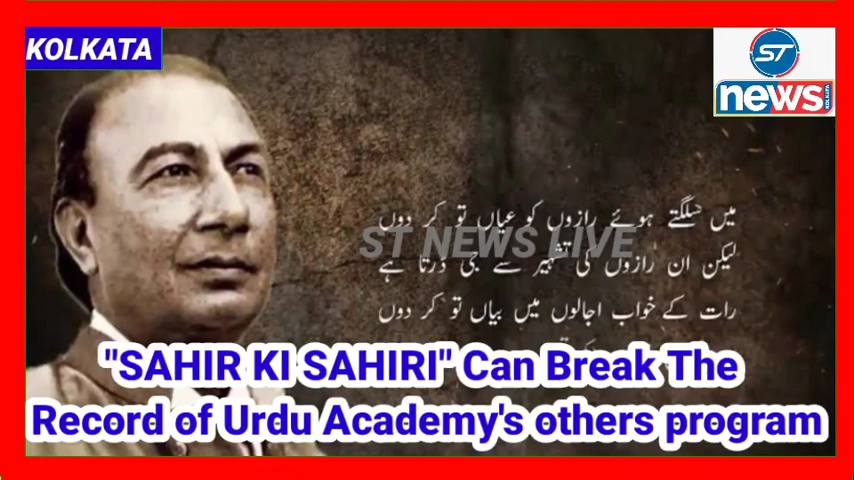 KOLKATA
ST
news
KOLKATA
میں سلگتے ہوئے رازوں کو عیاں تو کر دوں
ST NEWS LIVE
لیکن ان رازوں کی تشہیر سے جی ڈرتا ہے
رات کے خواب اجالوں میں بیاں تو کر دوں
"SAHIR KI SAHIRI" Can Break The
Record of Urdu Academy's others program